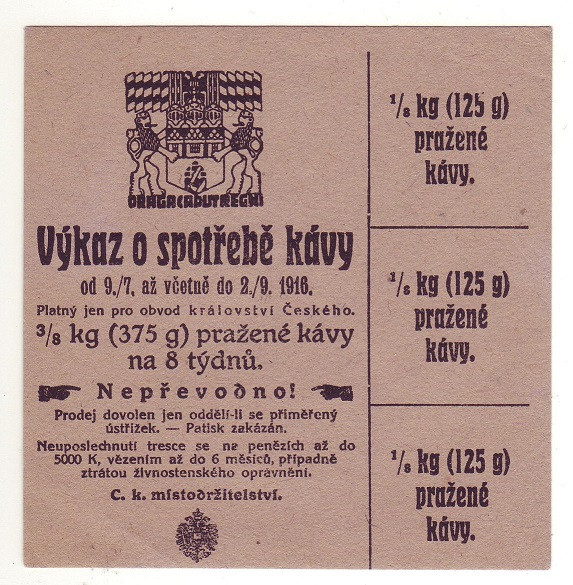 PRAGA CAPUT REGNI
Výkaz o spotřebě kávy
od 9./7. až včetně do 2./9. 1916.
Platný jen pro obvod království Českého.
3/8 kg (375 g) pražené kávy
na 8 týdnů.
Nepřevodno!
Prodej dovolen jen oddělí-li se přiměřený
ústřižek. — Patisk zakázán.
Neuposlechnutí tresce se na penězích až do
5000 K, vězením až do 6 měsíců, případně
ztrátou živnostenského oprávnění.
C. k. místodržitelství.
1/8 kg (125 g)
pražené
kávy.
1/8 kg (125 g)
pražené
kávy.
1/8 kg (125 g)
pražené
kávy.